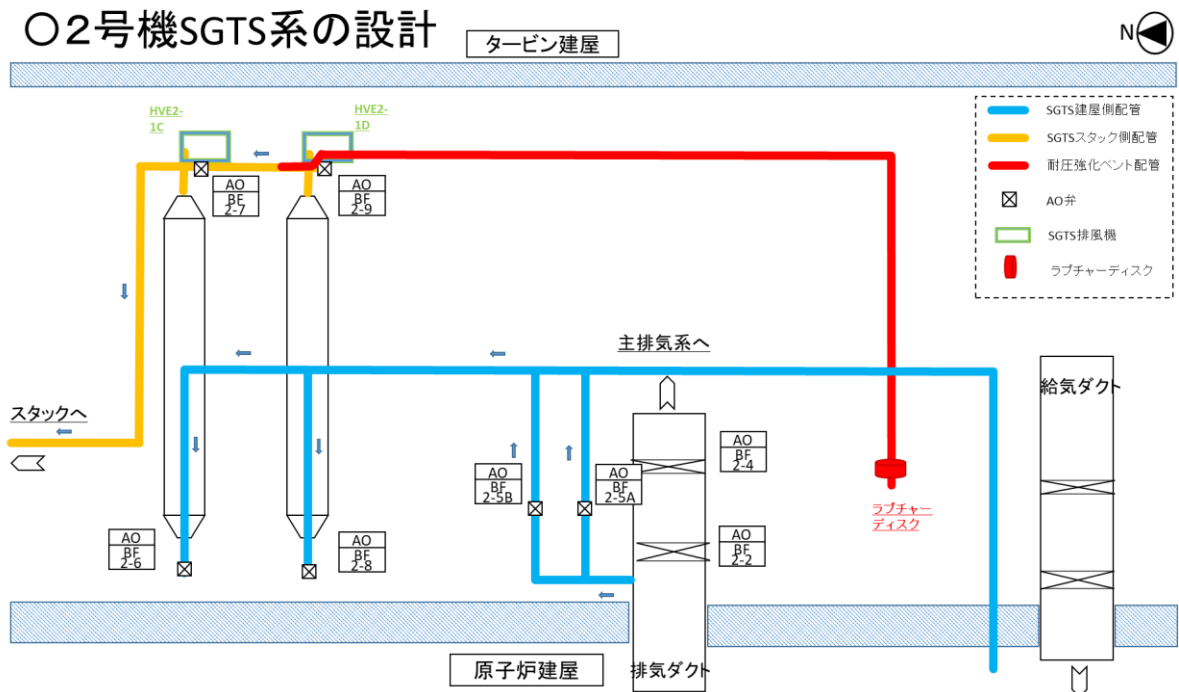 〇２号機SGTS系の設計
タービン建屋
N
SGTS建屋側配管
SGTSスタック側配管
耐圧強化ベント配管
AO弁
SGTS排風機
ラプチャーディスク
HVE2-
1C
HVE2-
1D
AO
BF
2-7
AO
BF
2-9
主排気系へ
給気ダクト
スタックへ
AO
BF
2-4
AO
BF
2-5B
AO
BF
2-5A
ラプチャー
ディスク
AO
BF
2-6
AO
BF
2-8
AO
BF
2-2
原子炉建屋
排気ダクト